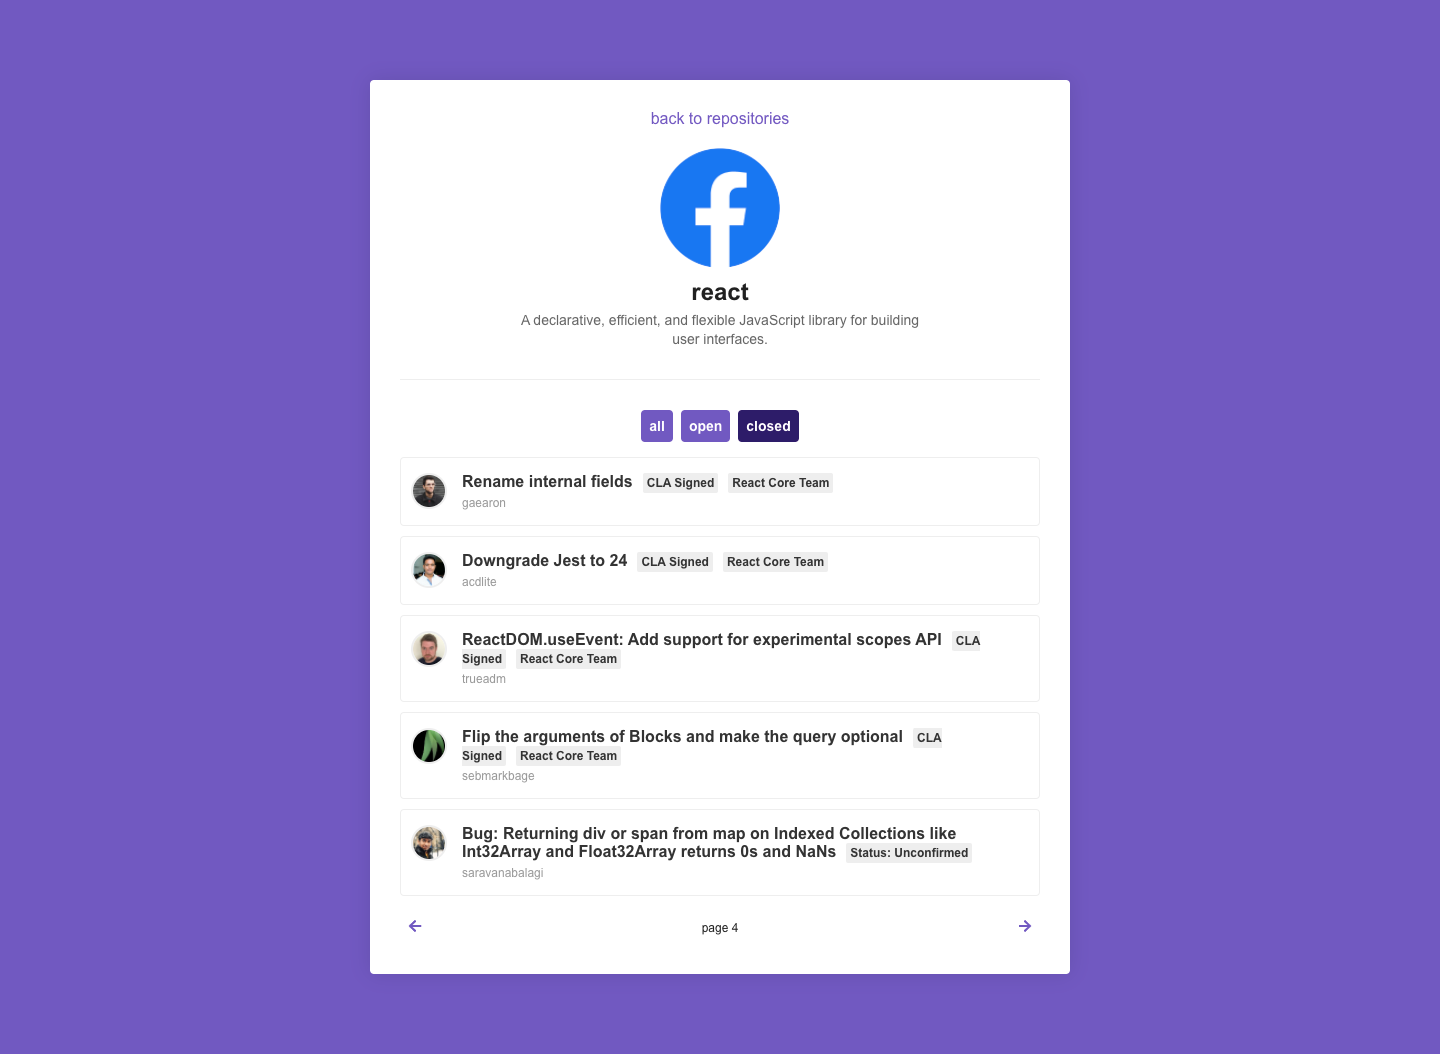 back to repositories
react
A declarative, efficient, and flexible JavaScript library for building
user interfaces.
all open closed
Rename internal fields CLA Signed React Core Team
gaearon
Downgrade Jest to 24 CLA Signed React Core Team
acdlite
ReactDOM.useEvent: Add support for experimental scopes API CLA
Signed React Core Team
trueadm
Flip the arguments of Blocks and make the query optional CLA
Signed React Core Team
sebmarkbage
Bug: Returning div or span from map on Indexed Collections like
Int32Array and Float32Array returns 0s and NaNs Status: Unconfirmed
saravanabalagi
page 4